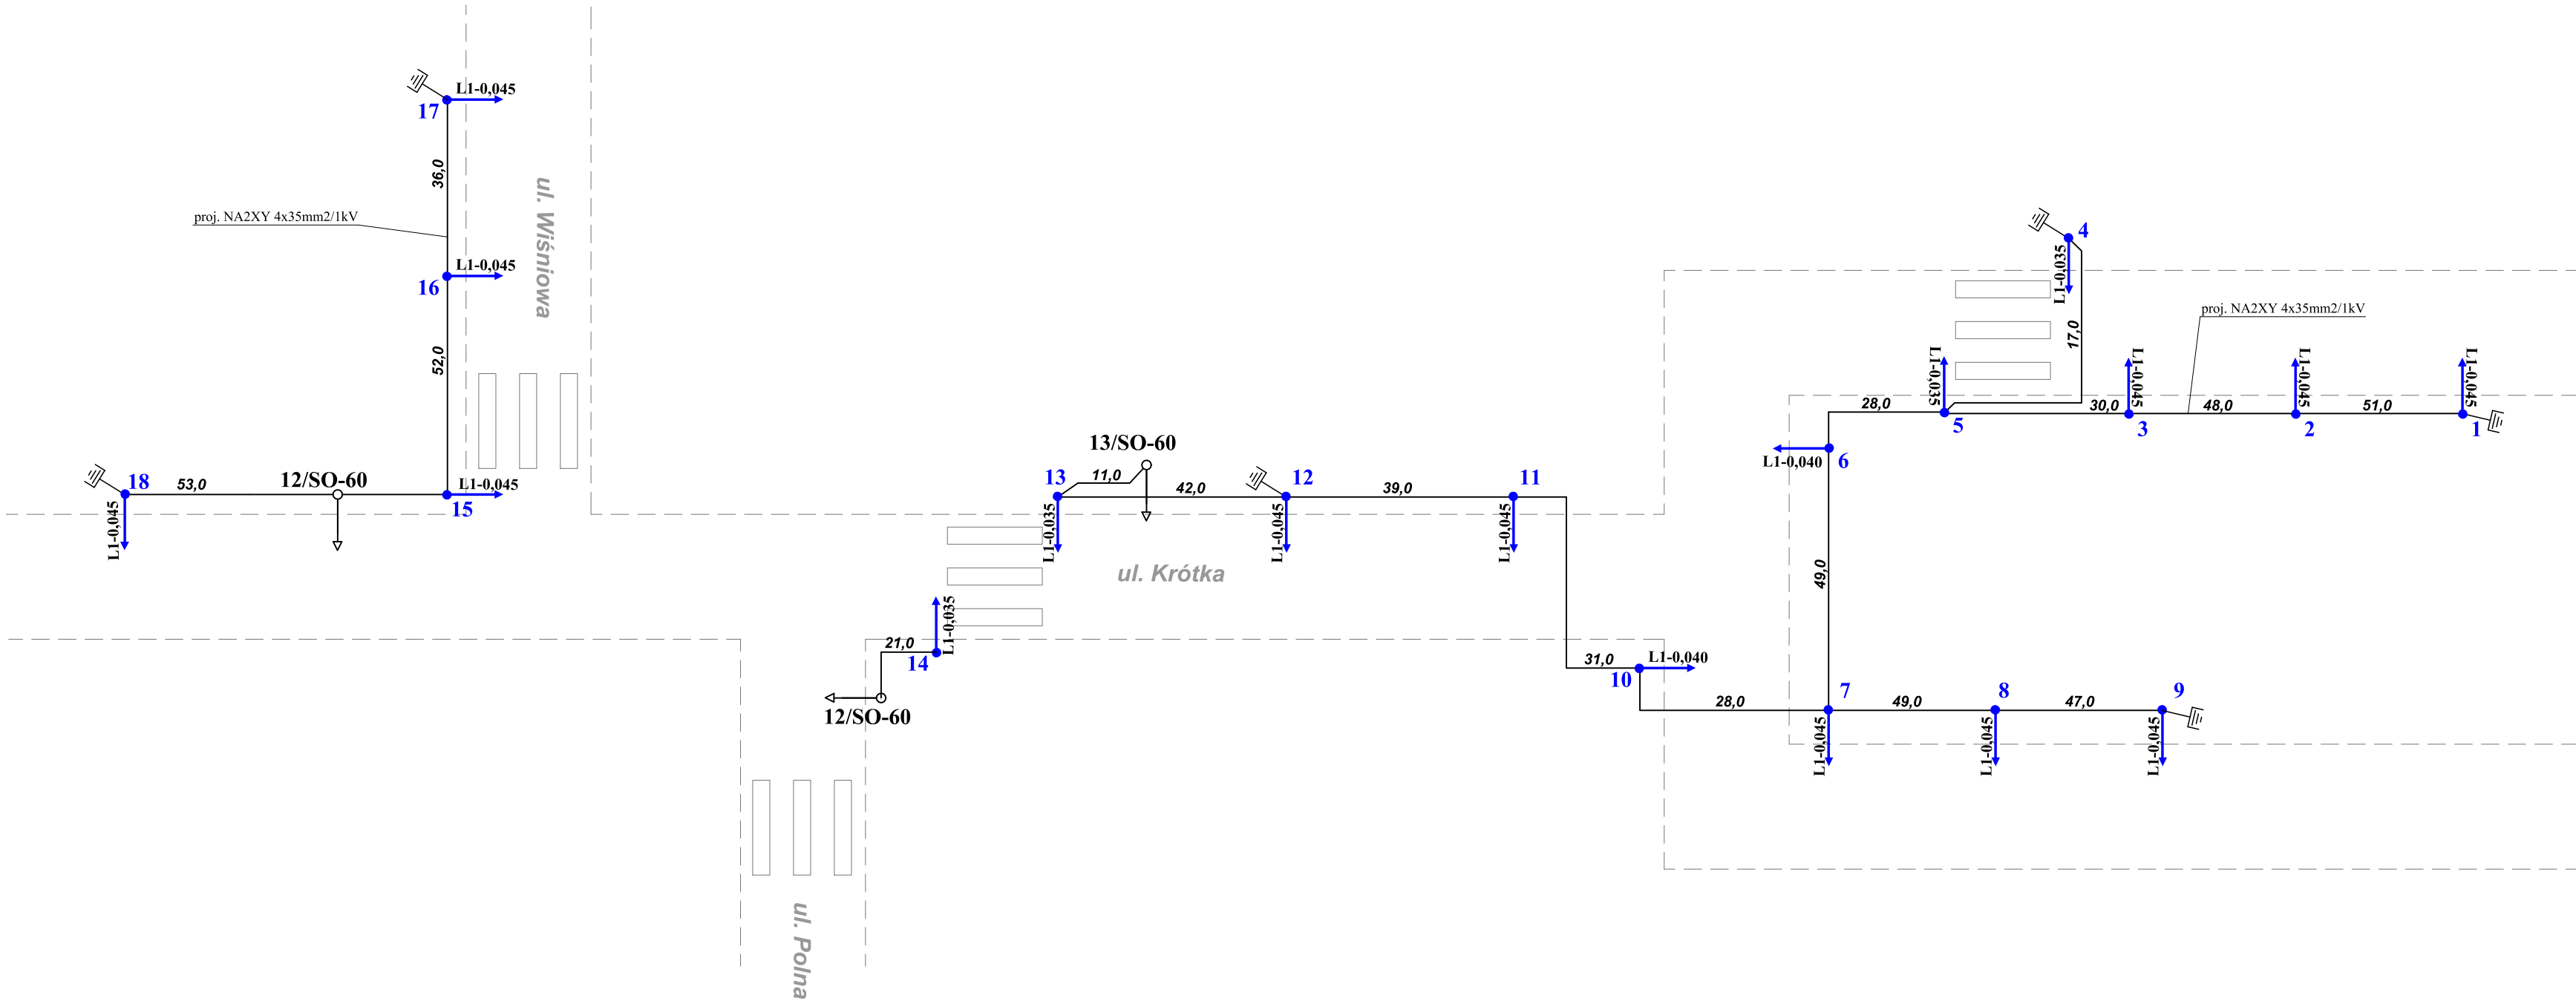 L1-0,045
17
36,0
ul. Wiśniowa
proj. NA2XY 4x35mm2/1kV
L1-0,045
16
52,0
18
53,0
12/SO-60
L1-0,045
15
L1-0,045
13/SO-60
13
11,0
42,0
12
39,0
11
L1-0,035
L1-0,045
L1-0,045
ul. Krótka
L1-0,035
21,0
14
12/SO-60
ul. Polna
31,0
L1-0,040
10
28,0
4
L1-0,035
17,0
proj. NA2XY 4x35mm2/1kV
L1-0,035
L1-0,045
L1-0,045
L1-0,045
28,0
30,0
48,0
51,0
5
3
2
1
L1-0,040
6
49,0
7
49,0
8
47,0
9
L1-0,045
L1-0,045
L1-0,045